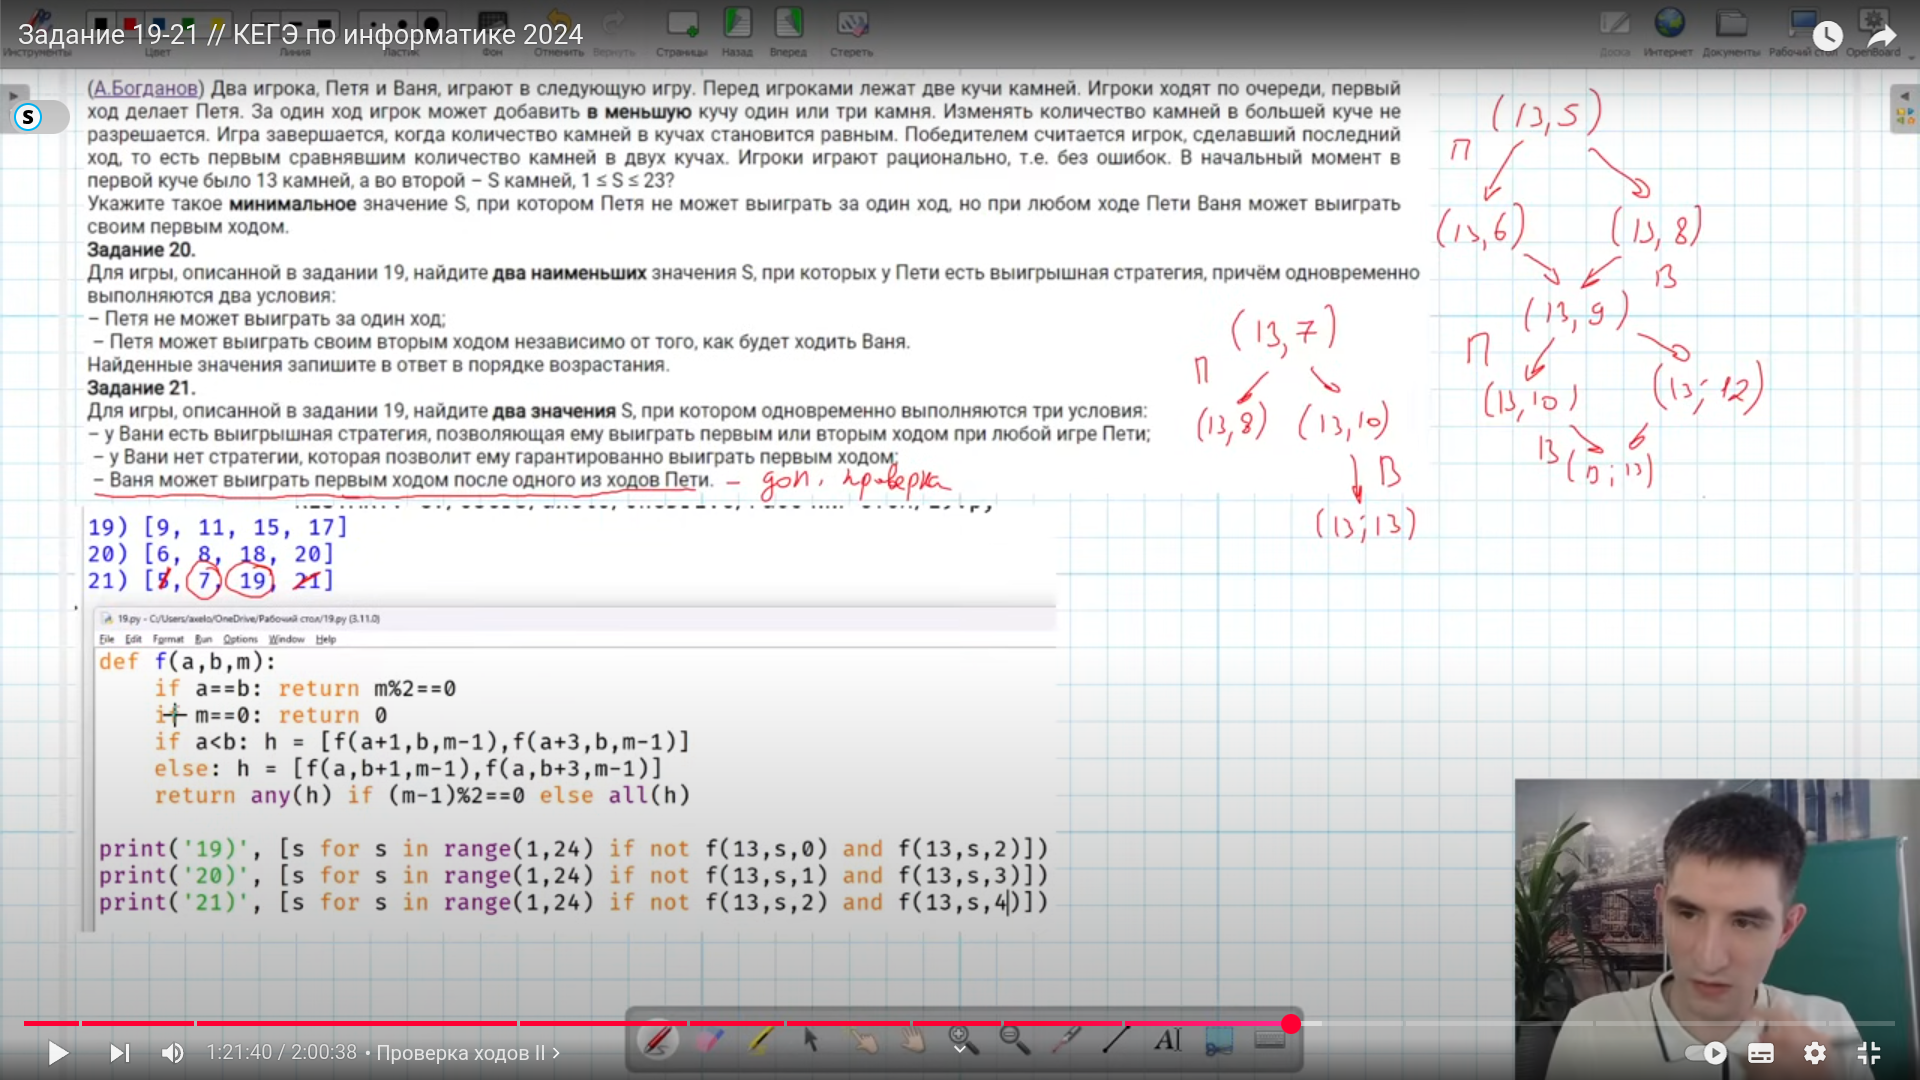 Задание 19-21 // КЕГЭ по информатике 2024
Инструменты Цвет Линия Ластик Фон Отменить Вернуть Страницы Назад Вперед Стереть Доска Интернет Документы Рабочий стол OpenBoard
S
(А.Богданов) Два игрока, Петя и Ваня, играют в следующую игру. Перед игроками лежат две кучи камней. Игроки ходят по очереди, первый
ход делает Петя. За один ход игрок может добавить в меньшую кучу один или три камня. Изменять количество камней в большей куче не
разрешается. Игра завершается, когда количество камней в кучах становится равным. Победителем считается игрок, сделавший последний
ход, то есть первым сравнявшим количество камней в двух кучах. Игроки играют рационально, т.е. без ошибок. В начальный момент в
первой куче было 13 камней, а во второй – S камней, 1 ≤ S ≤ 23?
Укажите такое минимальное значение S, при котором Петя не может выиграть за один ход, но при любом ходе Пети Ваня может выиграть
своим первым ходом.
Задание 20.
Для игры, описанной в задании 19, найдите два наименьших значения S, при которых у Пети есть выигрышная стратегия, причём одновременно
выполняются два условия:
– Петя не может выиграть за один ход;
– Петя может выиграть своим вторым ходом независимо от того, как будет ходить Ваня.
Найденные значения запишите в ответ в порядке возрастания.
Задание 21.
Для игры, описанной в задании 19, найдите два значения S, при котором одновременно выполняются три условия:
– у Вани есть выигрышная стратегия, позволяющая ему выиграть первым или вторым ходом при любой игре Пети;
– у Вани нет стратегии, которая позволит ему гарантированно выиграть первым ходом;
– Ваня может выиграть первым ходом после одного из ходов Пети. – доп. проверка
(13,5)
П
(13,6) (13,8)
В
(13,9)
П
(13,10) (13;12)
В В
(13;13)
(13,7)
П
(13,8) (13,10)
В
(13;13)
19) [9, 11, 15, 17]
20) [6, 8, 18, 20]
21) [5, 7, 19, 21]
19.py - C:/Users/axelo/OneDrive/Рабочий стол/19.py (3.11.0)
File Edit Format Run Options Window Help
def f(a,b,m):
if a==b: return m%2==0
if m==0: return 0
if a<b: h = [f(a+1,b,m-1),f(a+3,b,m-1)]
else: h = [f(a,b+1,m-1),f(a,b+3,m-1)]
return any(h) if (m-1)%2==0 else all(h)
print('19)', [s for s in range(1,24) if not f(13,s,0) and f(13,s,2)])
print('20)', [s for s in range(1,24) if not f(13,s,1) and f(13,s,3)])
print('21)', [s for s in range(1,24) if not f(13,s,2) and f(13,s,4)])
1:21:40 / 2:00:38 • Проверка ходов II